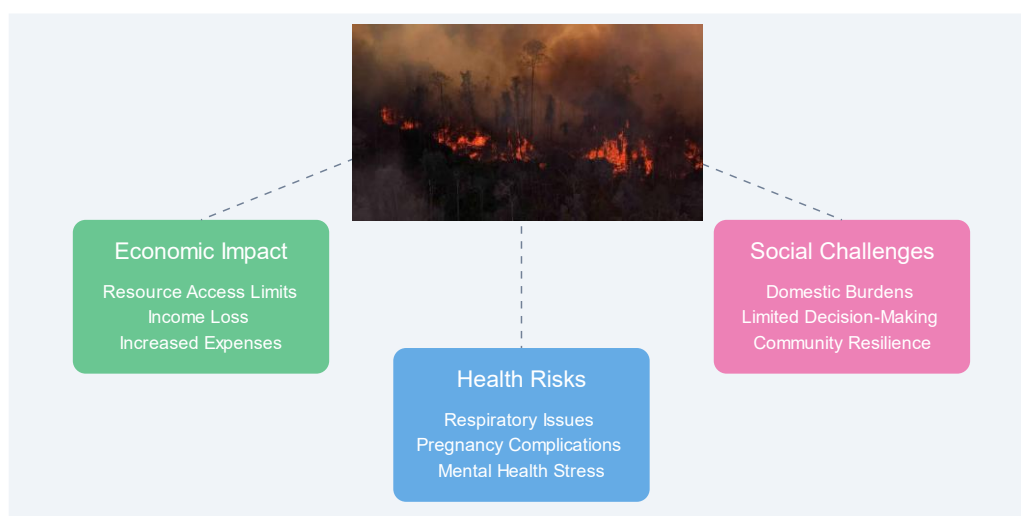 Economic Impact
Resource Access Limits
Income Loss
Increased Expenses
Health Risks
Respiratory Issues
Pregnancy Complications
Mental Health Stress
Social Challenges
Domestic Burdens
Limited Decision-Making
Community Resilience